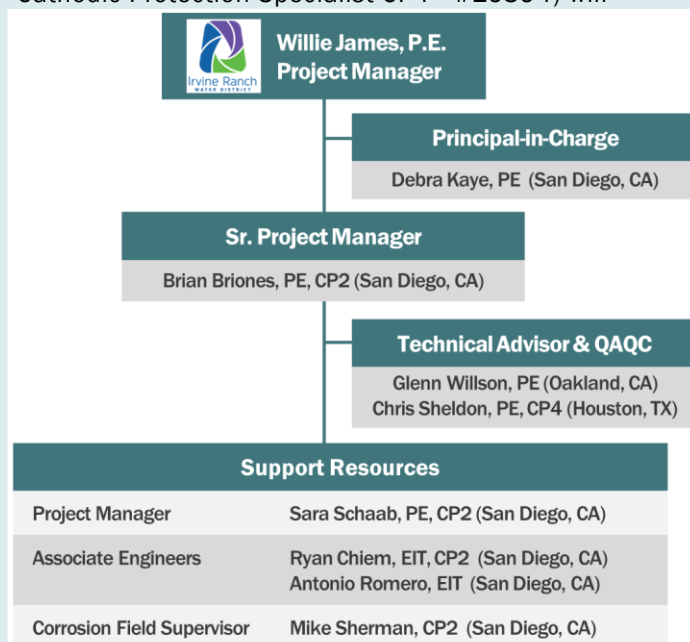 Willie James, P.E.
Project Manager
Irvine Ranch
WATER DISTRICT
Principal-in-Charge
Debra Kaye, PE (San Diego, CA)
Sr. Project Manager
Brian Briones, PE, CP2 (San Diego, CA)
Technical Advisor & QAQC
Glenn Willson, PE (Oakland, CA)
Chris Sheldon, PE, CP4 (Houston, TX)
Support Resources
Project Manager Sara Schaab, PE, CP2 (San Diego, CA)
Associate Engineers Ryan Chiem, EIT, CP2 (San Diego, CA)
Antonio Romero, EIT (San Diego, CA)
Corrosion Field Supervisor Mike Sherman, CP2 (San Diego, CA)